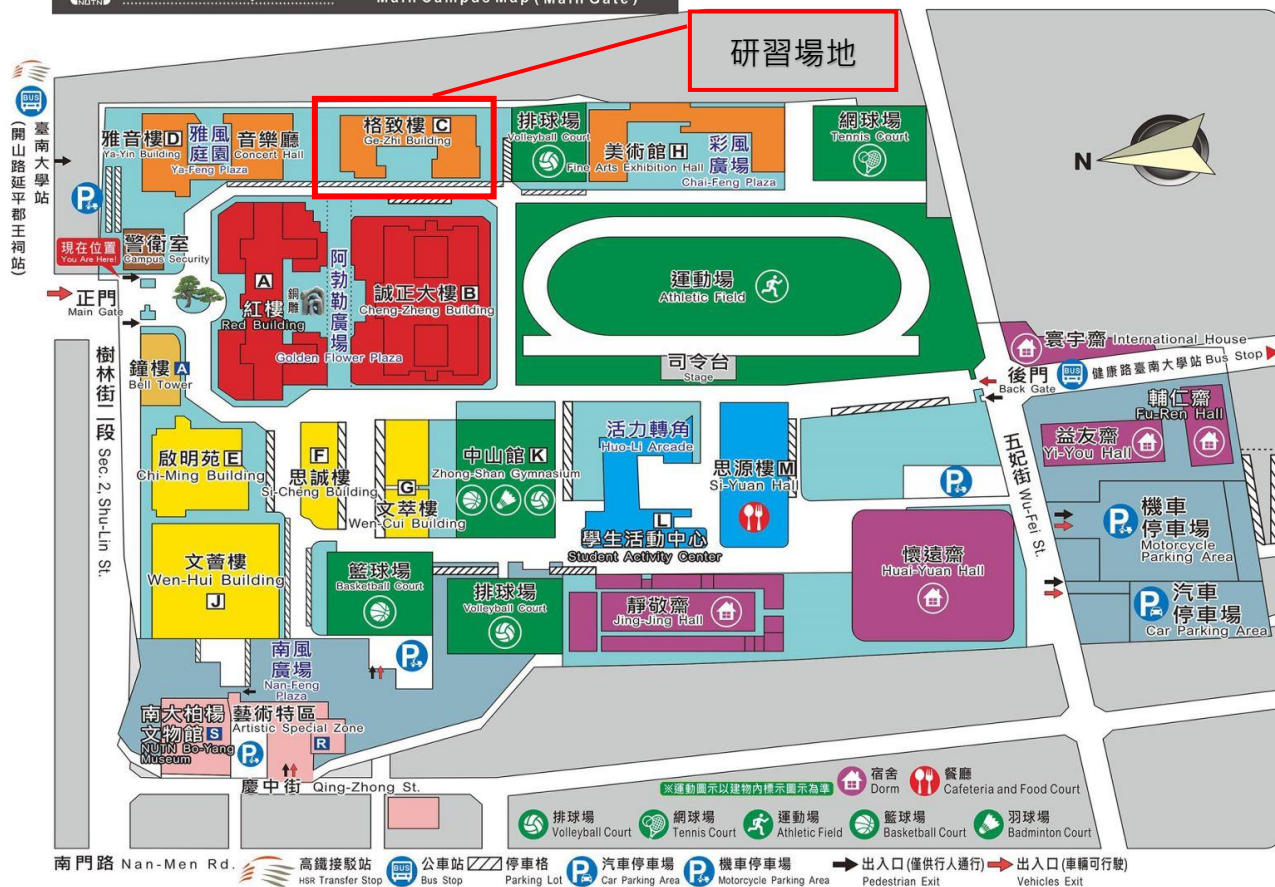 NUTN
Main Campus Map ( Main Gate )
研習場地
BUS
臺南大學站
(開山路延平郡王祠站)
雅音樓 D
Ya-Yin Building
雅風
庭園
Ya-Feng Plaza
音樂廳
Concert Hall
格致樓 C
Ge-Zhi Building
排球場
Volleyball Court
美術館 H
Fine Arts Exhibition Hall
彩風
廣場
Chai-Feng Plaza
網球場
Tennis Court
N
P
警衛室
Campus Security
現在位置
You Are Here!
正門
Main Gate
A
紅樓
Red Building
銅雕
阿勃勒廣場
Golden Flower Plaza
誠正大樓 B
Cheng-Zheng Building
運動場
Athletic Field
司令台
Stage
寰宇齋 International House
後門
Back Gate
BUS
健康路臺南大學站 Bus Stop
樹林街二段 Sec. 2, Shu-Lin St.
鐘樓 A
Bell Tower
啟明苑 E
Chi-Ming Building
F
思誠樓
Si-Cheng Building
G
文萃樓
Wen-Cui Building
中山館 K
Zhong-Shan Gymnasium
活力轉角
Huo-Li Arcade
思源樓 M
Si-Yuan Hall
L
學生活動中心
Student Activity Center
P
五妃街 Wu-Fei St.
輔仁齋
Fu-Ren Hall
益友齋
Yi-You Hall
P
機車
停車場
Motorcycle
Parking Area
P
汽車
停車場
Car Parking Area
文薈樓
Wen-Hui Building
J
籃球場
Basketball Court
排球場
Volleyball Court
靜敬齋
Jing-Jing Hall
懷遠齋
Huai-Yuan Hall
P
南風
廣場
Nan-Feng
Plaza
南大柏楊
文物館 S
NUTN Bo-Yang
Museum
P
藝術特區
Artistic Special Zone
R
慶中街 Qing-Zhong St.
※運動圖示以建物內標示圖示為準
宿舍
Dorm
餐廳
Cafeteria and Food Court
排球場
Volleyball Court
網球場
Tennis Court
運動場
Athletic Field
籃球場
Basketball Court
羽球場
Badminton Court
南門路 Nan-Men Rd.
高鐵接駁站
HSR Transfer Stop
BUS
公車站
Bus Stop
停車格
Parking Lot
P
汽車停車場
Car Parking Area
P
機車停車場
Motorcycle Parking Area
出入口(僅供行人通行)
Pedestrian Exit
出入口(車輛可行駛)
Vehicles Exit